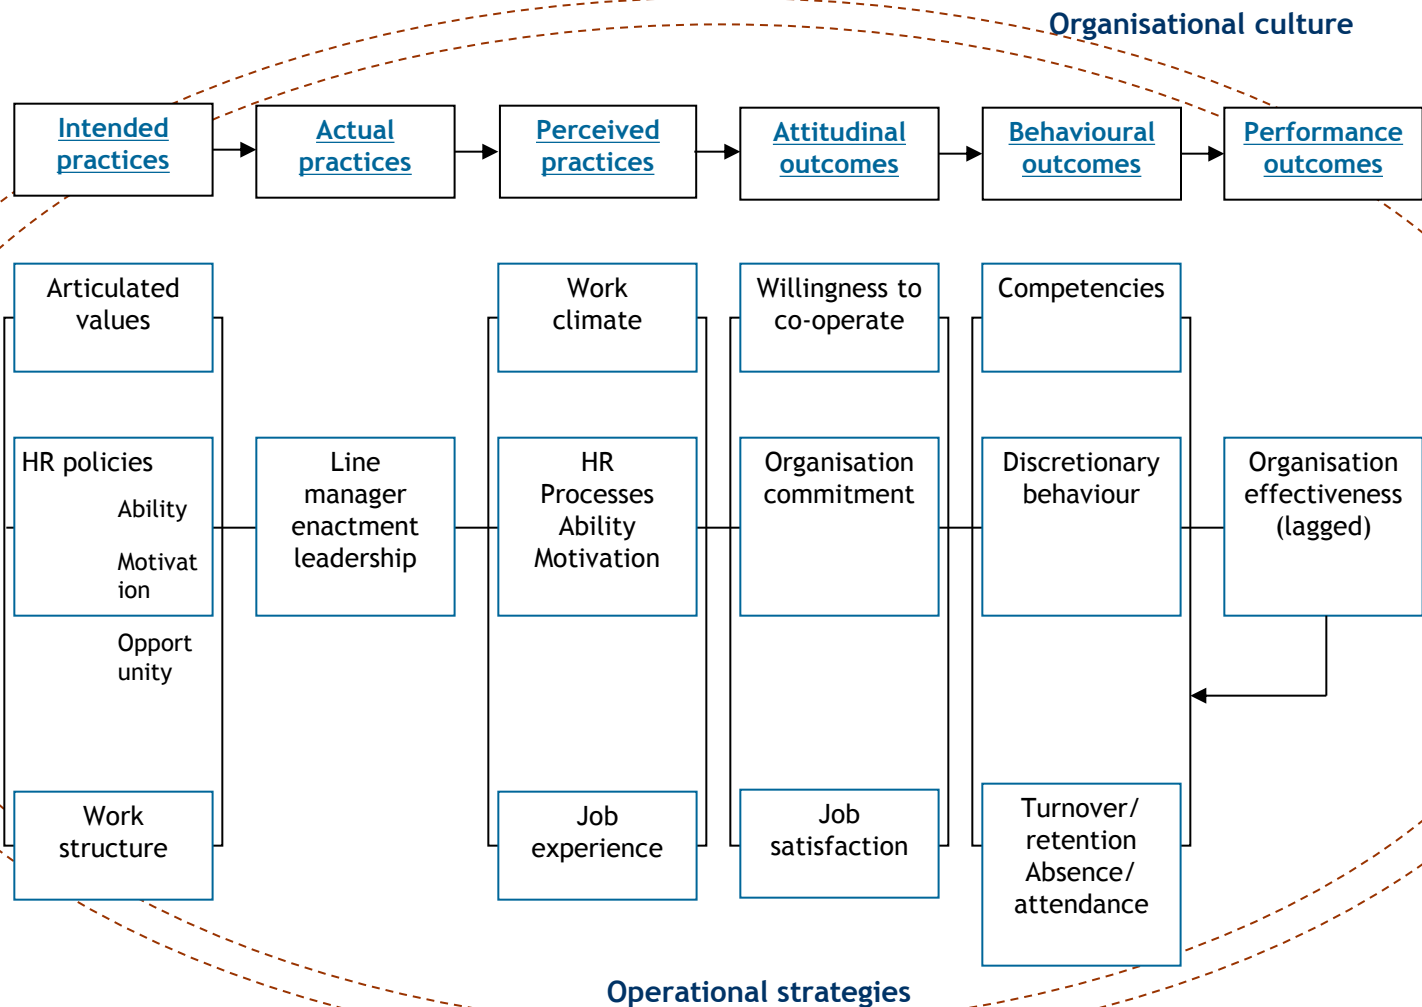 Organisational culture
Intended
practices
Actual
practices
Perceived
practices
Attitudinal
outcomes
Behavioural
outcomes
Performance
outcomes
Articulated
values
Work
climate
Willingness to
co-operate
Competencies
HR policies
Ability
Motivat
ion
Opport
unity
Line
manager
enactment
leadership
HR
Processes
Ability
Motivation
Organisation
commitment
Discretionary
behaviour
Organisation
effectiveness
(lagged)
Work
structure
Job
experience
Job
satisfaction
Turnover/
retention
Absence/
attendance
Operational strategies